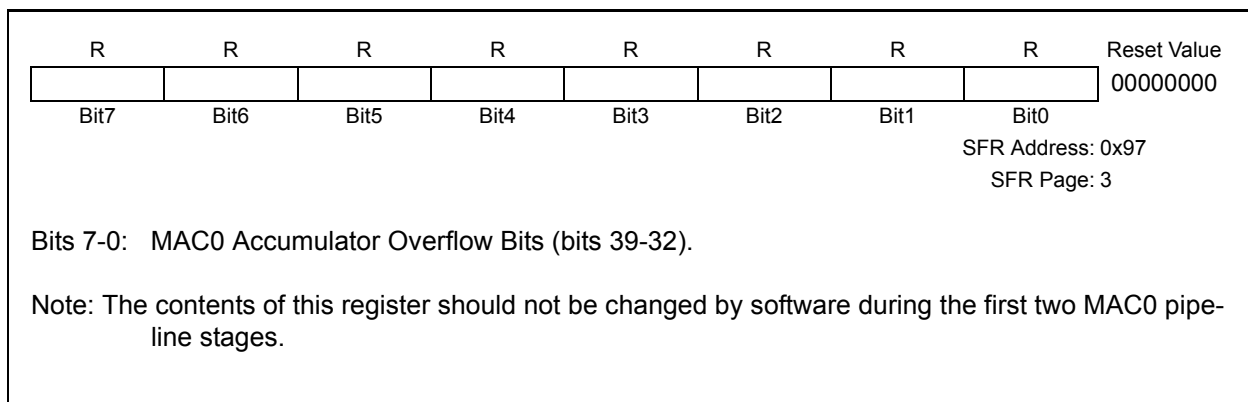 R R R R R R R R Reset Value
00000000
Bit7 Bit6 Bit5 Bit4 Bit3 Bit2 Bit1 Bit0
SFR Address: 0x97
SFR Page: 3
Bits 7-0: MAC0 Accumulator Overflow Bits (bits 39-32).
Note: The contents of this register should not be changed by software during the first two MAC0 pipe-
line stages.